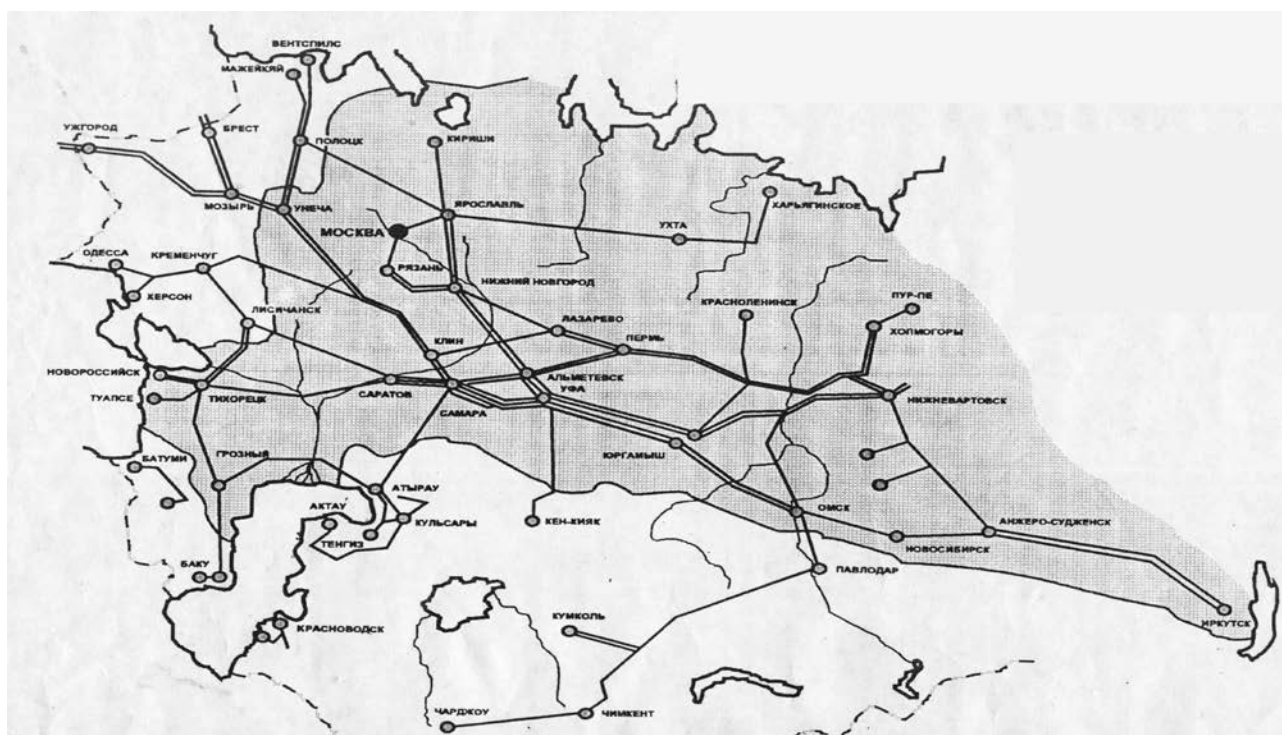 ВЕНТСПИЛС
МАЖЕЙКЯЙ
УЖГОРОД
БРЕСТ
ПОЛОЦК
КИРИШИ
МОЗЫРЬ
УНЕЧА
ЯРОСЛАВЛЬ
ХАРЬЯГИНСКОЕ
МОСКВА
УХТА
ОДЕССА
КРЕМЕНЧУГ
РЯЗАНЬ
НИЖНИЙ НОВГОРОД
ХЕРСОН
КРАСНОЛЕНИНСК
ПУР-ПЕ
ЛИСИЧАНСК
ЛАЗАРЕВО
ХОЛМОГОРЫ
КЛИН
ПЕРМЬ
НОВОРОССИЙСК
АЛЬМЕТЕВСК
УФА
ТУАПСЕ
ТИХОРЕЦК
САРАТОВ
НИЖНЕВАРТОВСК
САМАРА
БАТУМИ
ГРОЗНЫЙ
ЮРГАМЫШ
АТЫРАУ
АКТАУ
КУЛЬСАРЫ
КЕН-КИЯК
ОМСК
АНЖЕРО-СУДЖЕНСК
ТЕНГИЗ
НОВОСИБИРСК
БАКУ
ПАВЛОДАР
КУМКОЛЬ
КРАСНОВОДСК
ИРКУТСК
ЧАРДЖОУ
ЧИМКЕНТ